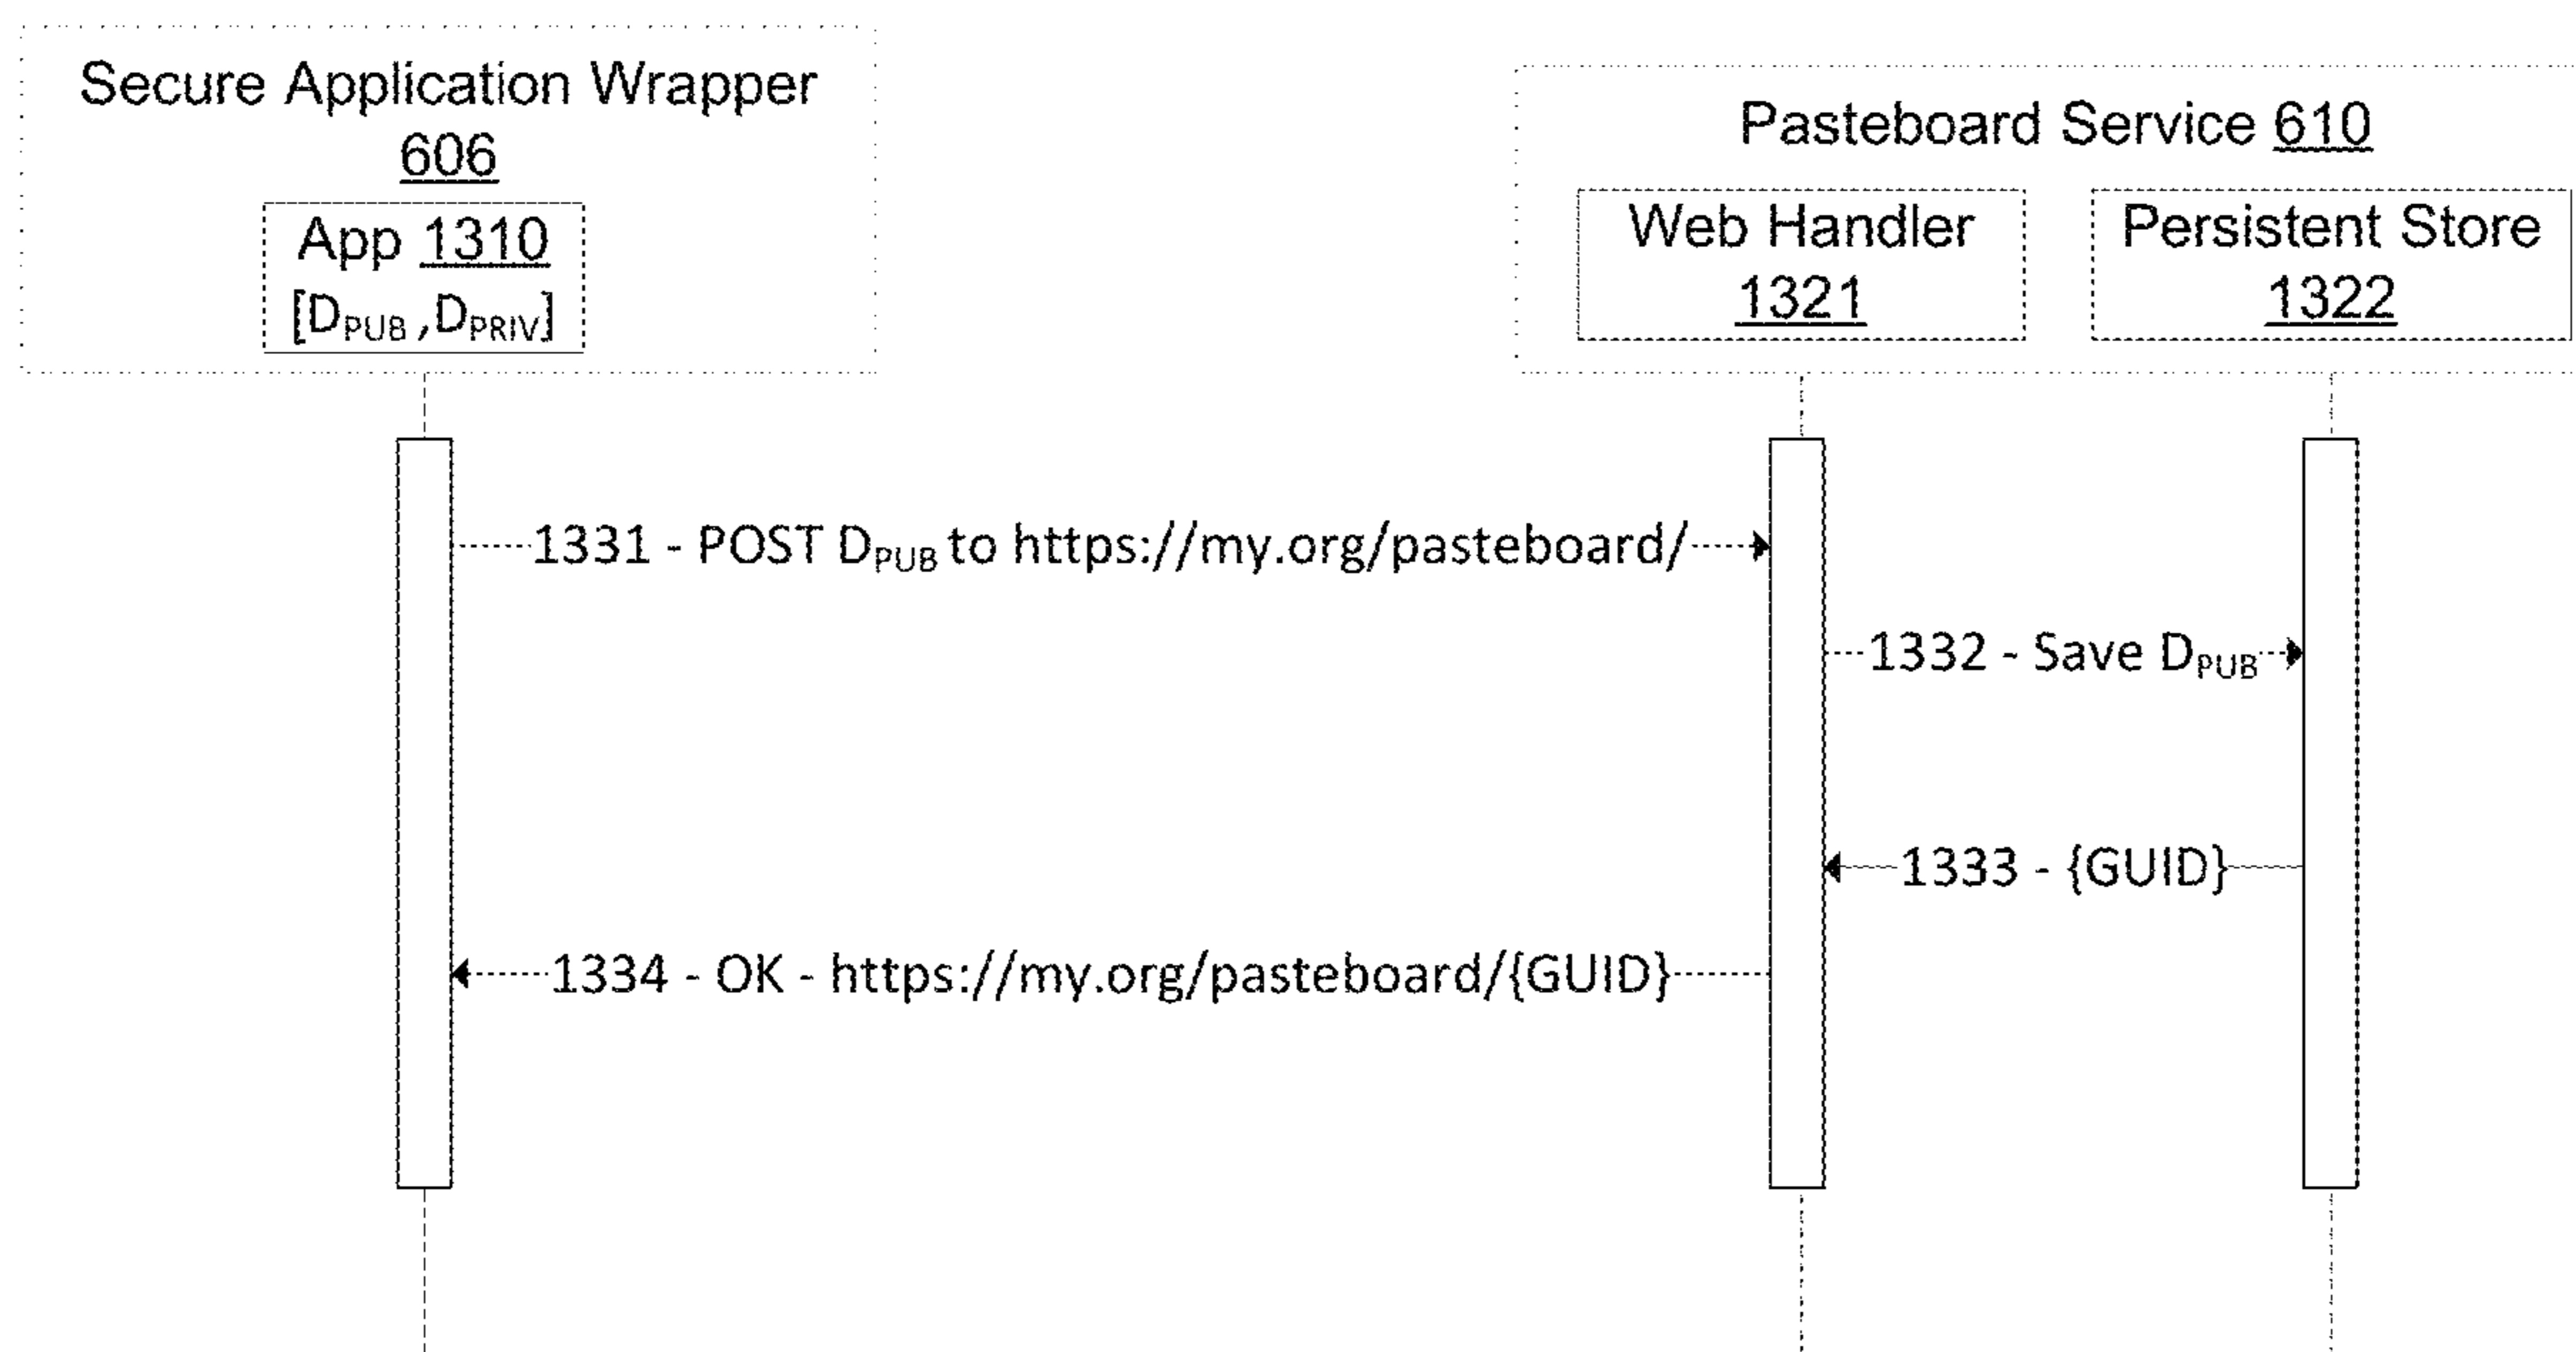 Secure Application Wrapper
606
App 1310
[DPUB ,DPRIV]
Pasteboard Service 610
Web Handler
1321
Persistent Store
1322
1331 - POST DPUB to https://my.org/pasteboard/
1332 - Save DPUB
1333 - {GUID}
1334 - OK - https://my.org/pasteboard/{GUID}